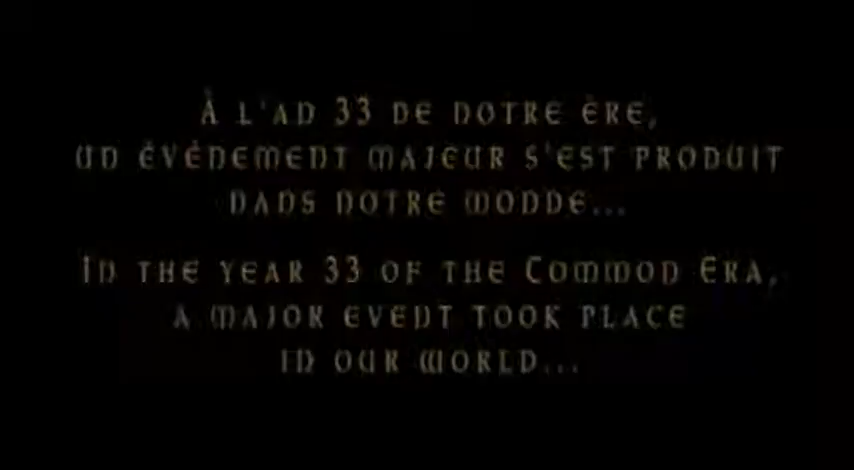 À L'AN 33 DE NOTRE ÈRE,
UN ÉVÉNEMENT MAJEUR S'EST PRODUIT
DANS NOTRE MONDE...
IN THE YEAR 33 OF THE COMMON ERA,
A MAJOR EVENT TOOK PLACE
IN OUR WORLD...